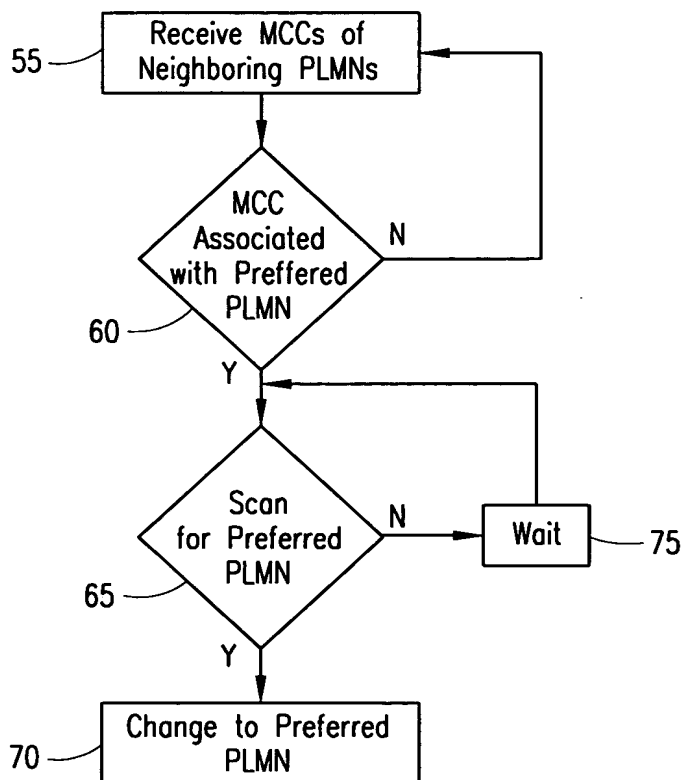 55
Receive MCCs of
Neighboring PLMNs
MCC
Associated
with Preffered
PLMN
N
60
Y
Scan
for Preferred
PLMN
N
Wait
75
65
Y
70
Change to Preferred
PLMN